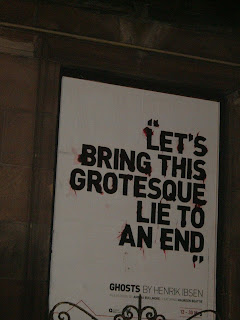 "LET'S
BRING THIS
GROTESQUE
LIE TO
AN END
"
GHOSTS BY HENRIK IBSEN